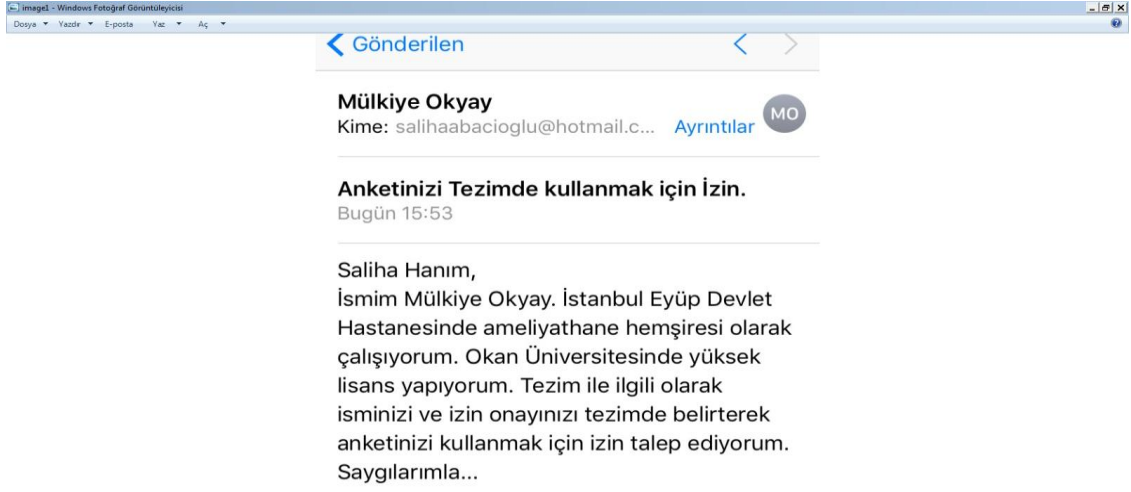 image1 - Windows Fotoğraf Görüntüleyicisi
Dosya Yazdır E-posta Yaz Aç
Gönderilen
Mülkiye Okyay
MO
Kime: salihaabacioglu@hotmail.c... Ayrıntılar
Anketinizi Tezimde kullanmak için İzin.
Bugün 15:53
Saliha Hanım,
İsmim Mülkiye Okyay. İstanbul Eyüp Devlet
Hastanesinde ameliyathane hemşiresi olarak
çalışıyorum. Okan Üniversitesinde yüksek
lisans yapıyorum. Tezim ile ilgili olarak
isminizi ve izin onayınızı tezimde belirterek
anketinizi kullanmak için izin talep ediyorum.
Saygılarımla...